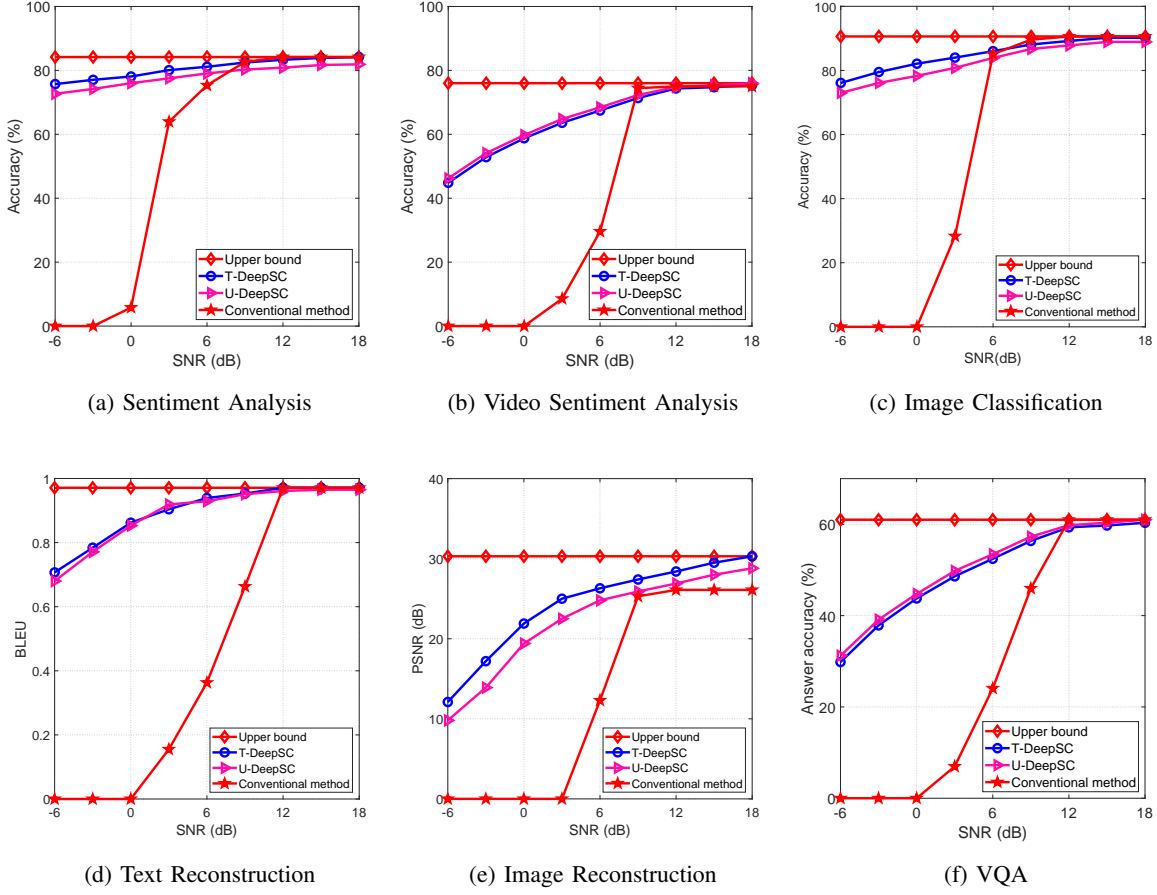 100
80
60
40
20
0
Accuracy (%)
-6 0 6 12 18
SNR (dB)
Upper bound
T-DeepSC
U-DeepSC
Conventional method
(a) Sentiment Analysis
100
80
60
40
20
0
Accuracy (%)
-6 0 6 12 18
SNR (dB)
Upper bound
T-DeepSC
U-DeepSC
Conventional method
(b) Video Sentiment Analysis
100
80
60
40
20
0
Accuracy (%)
-6 0 6 12 18
SNR(dB)
Upper bound
T-DeepSC
U-DeepSC
Conventional method
(c) Image Classification
1
0.8
0.6
0.4
0.2
0
BLEU
-6 0 6 12 18
SNR (dB)
Upper bound
T-DeepSC
U-DeepSC
Conventional method
(d) Text Reconstruction
40
30
20
10
0
PSNR (dB)
-6 0 6 12 18
SNR (dB)
Upper bound
T-DeepSC
U-DeepSC
Conventional method
(e) Image Reconstruction
60
40
20
0
Answer accuracy (%)
-6 0 6 12 18
SNR (dB)
Upper bound
T-DeepSC
U-DeepSC
Conventional method
(f) VQA